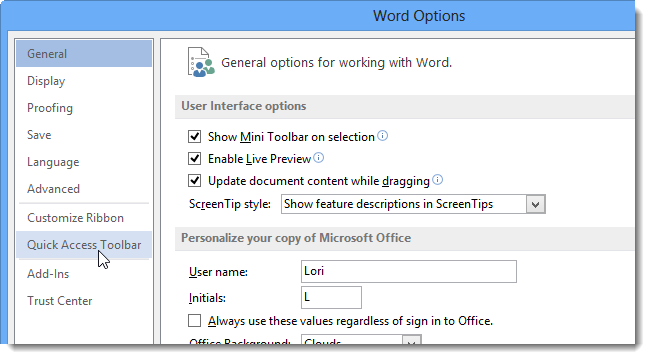 Word Options
General
Display
Proofing
Save
Language
Advanced
Customize Ribbon
Quick Access Toolbar
Add-Ins
Trust Center
General options for working with Word.
User Interface options
Show Mini Toolbar on selection
Enable Live Preview
Update document content while dragging
ScreenTip style: Show feature descriptions in ScreenTips
Personalize your copy of Microsoft Office
User name: Lori
Initials: L
Always use these values regardless of sign in to Office.
Office Background: Clouds